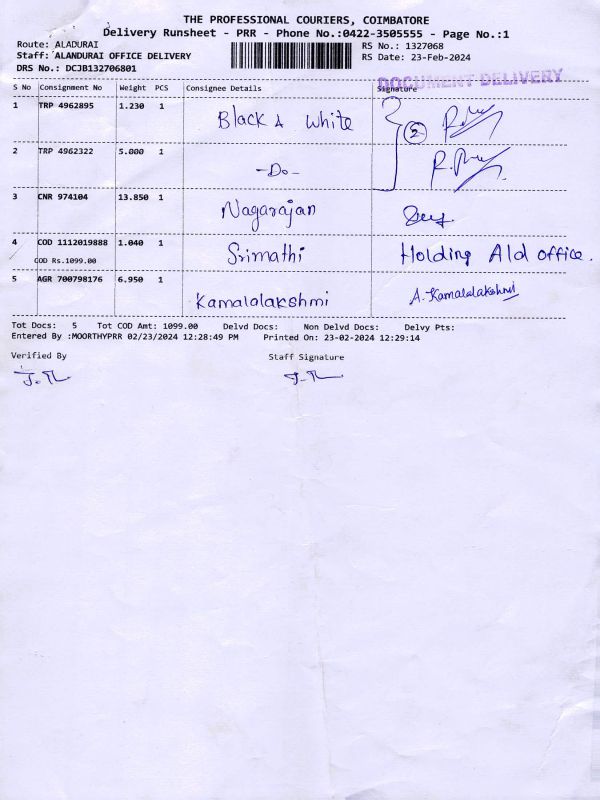 THE PROFESSIONAL COURIERS, COIMBATORE
Delivery Runsheet - PRR - Phone No.:0422-3505555 - Page No.:1
Route: ALADURAI
RS No.: 1327068
Staff: ALANDURAI OFFICE DELIVERY
RS Date: 23-Feb-2024
DRS No.: DCJB132706801
DOCUMENT DELIVERY
S No Consignment No Weight PCS Consignee Details Signature
1 TRP 4962895 1.230 1 Black & White 2
2 TRP 4962322 5.000 1 -Do-
3 CNR 974104 13.850 1 Nagarajan
4 COD 1112019888 1.040 1 Srimathi Holding Ald office.
COD Rs.1099.00
5 AGR 700798176 6.950 1 Kamalalakshmi A. Kamalalakshmi
Tot Docs: 5 Tot COD Amt: 1099.00 Delvd Docs: Non Delvd Docs: Delvy Pts:
Entered By :MOORTHYPRR 02/23/2024 12:28:49 PM Printed On: 23-02-2024 12:29:14
Verified By Staff Signature